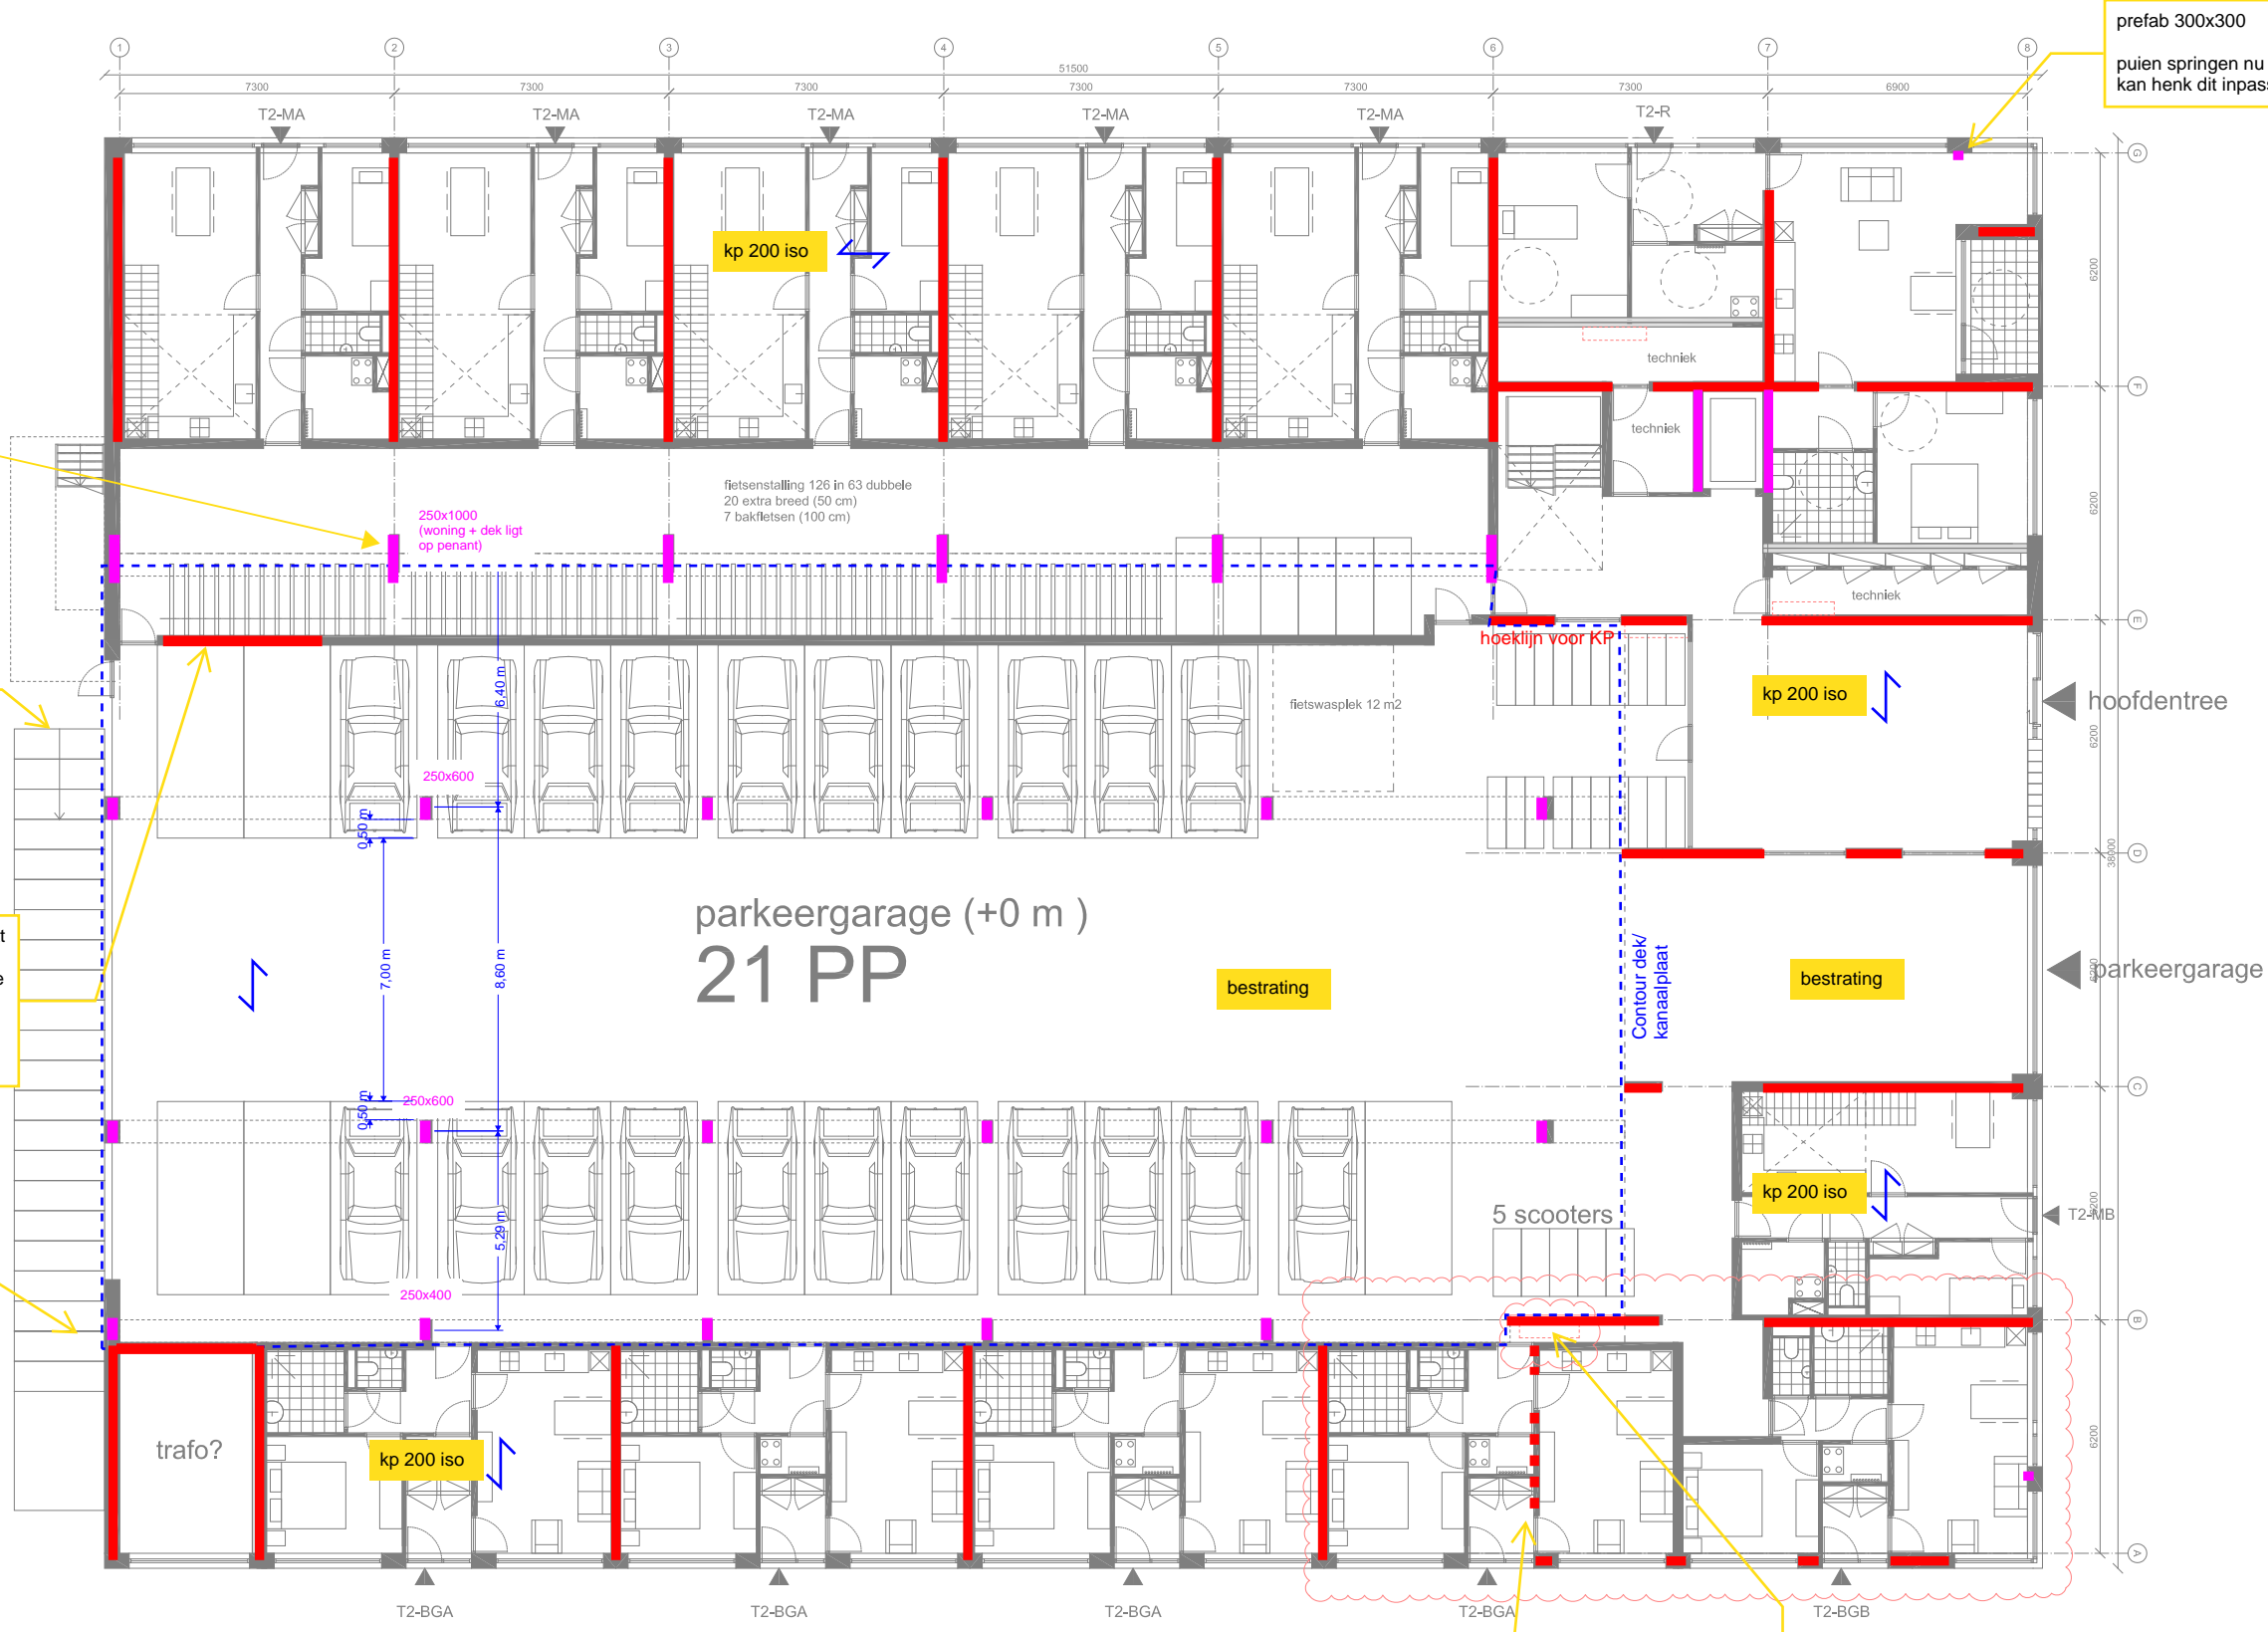 prefab 300x300
puien springen nu
kan henk dit inpass
1
2
3
4
5
6
7
8
51500
7300
7300
7300
7300
7300
7300
6900
T2-MA
T2-MA
T2-MA
T2-MA
T2-MA
T2-R
G
kp 200 iso
6200
techniek
F
techniek
fietsenstalling 126 in 63 dubbele
20 extra breed (50 cm)
7 bakfietsen (100 cm)
250x1000
(woning + dek ligt
op penant)
6200
techniek
E
hoeklijn voor KP
6,40 m
fietswasplek 12 m2
kp 200 iso
hoofdentree
6200
250x600
0,50 m
D
38000
parkeergarage (+0 m )
21 PP
t
e
7,00 m
8,60 m
bestrating
Contour dek/
kanaalplaat
bestrating
parkeergarage
6200
250x600
0,50 m
C
kp 200 iso
5 scooters
T2-MB
6200
5,29 m
250x400
B
trafo?
kp 200 iso
6200
A
T2-BGA
T2-BGA
T2-BGA
T2-BGA
T2-BGB